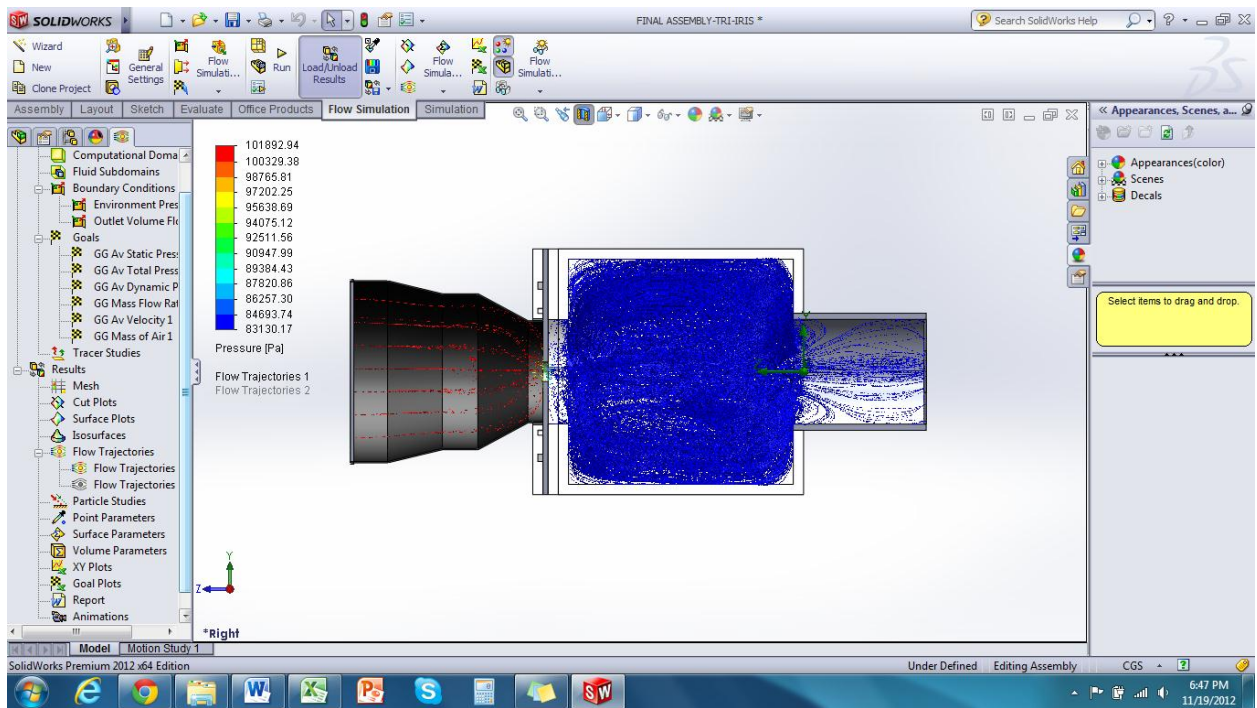 SOLIDWORKS
FINAL ASSEMBLY-TRI-IRIS *
Search SolidWorks Help
Wizard
New
Clone Project
General Settings
Flow Simulati...
Run
Load/Unload Results
Flow Simula...
Flow Simulati...
Assembly Layout Sketch Evaluate Office Products Flow Simulation Simulation
« Appearances, Scenes, a...
Computational Doma
Fluid Subdomains
Boundary Conditions
Environment Pres
Outlet Volume Flo
Goals
GG Av Static Press
GG Av Total Press
GG Av Dynamic P
GG Mass Flow Rat
GG Av Velocity 1
GG Mass of Air 1
Tracer Studies
Results
Mesh
Cut Plots
Surface Plots
Isosurfaces
Flow Trajectories
Flow Trajectories
Flow Trajectories
Particle Studies
Point Parameters
Surface Parameters
Volume Parameters
XY Plots
Goal Plots
Report
Animations
101892.94
100329.38
98765.81
97202.25
95638.69
94075.12
92511.56
90947.99
89384.43
87820.86
86257.30
84693.74
83130.17
Pressure [Pa]
Flow Trajectories 1
Flow Trajectories 2
Y
Z
*Right
Appearances(color)
Scenes
Decals
Select items to drag and drop.
Model Motion Study 1
SolidWorks Premium 2012 x64 Edition
Under Defined Editing Assembly CGS
6:47 PM
11/19/2012